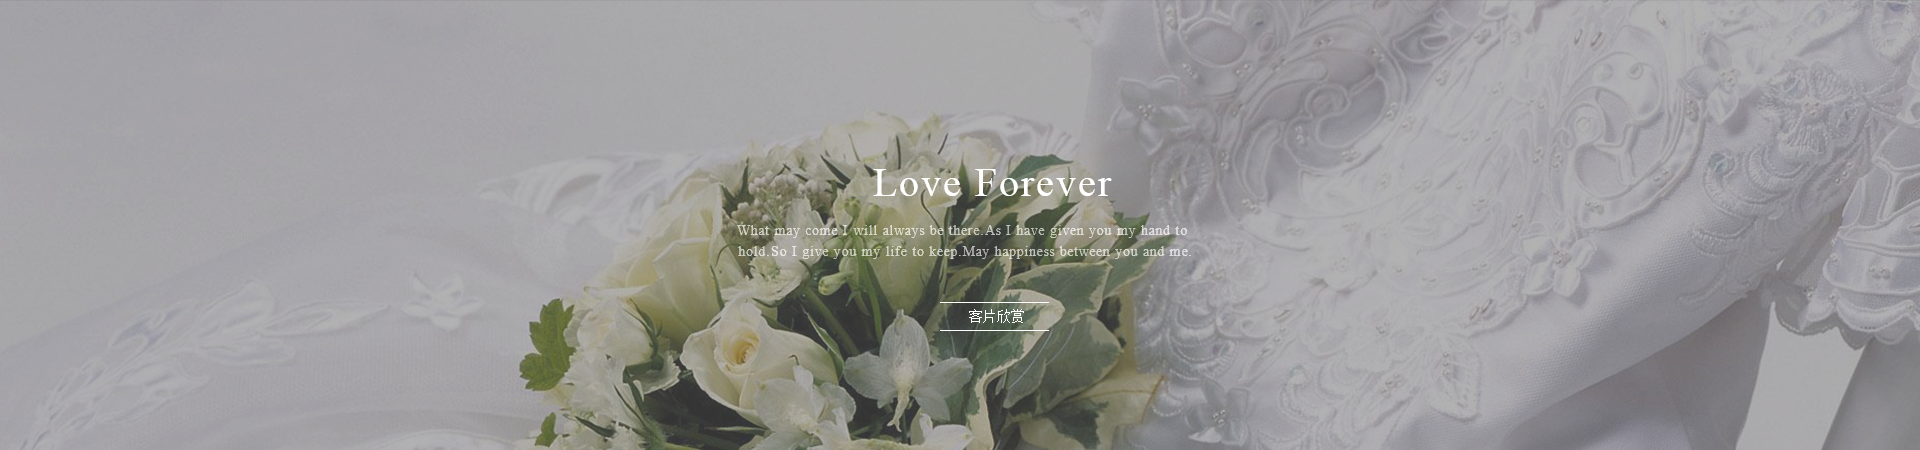 Love Forever
What may come I will always be there.As I have given you my hand to
hold.So I give you my life to keep.May happiness between you and me.
客片欣赏